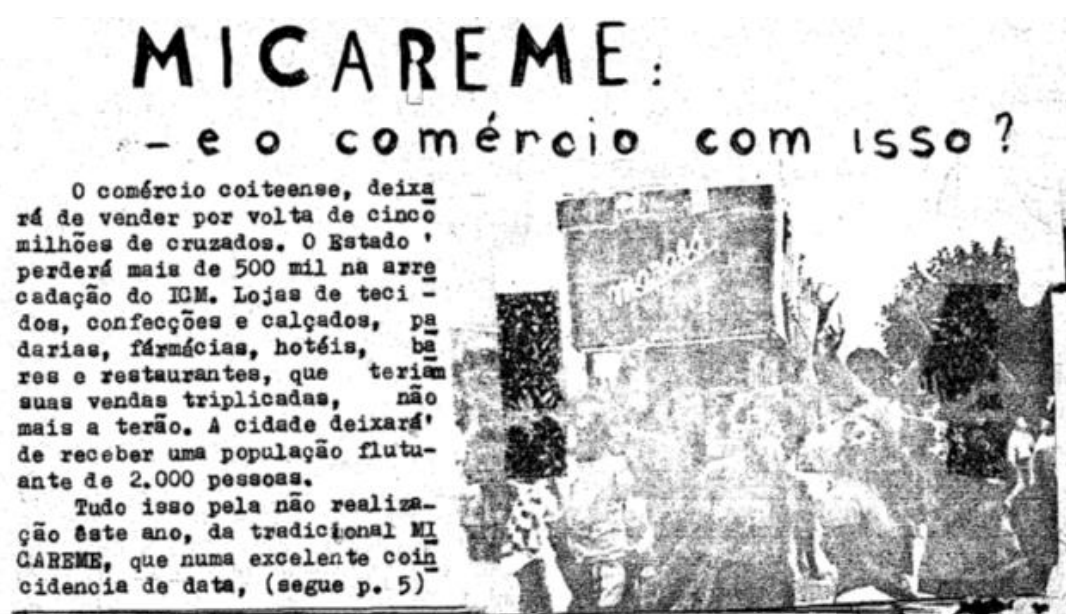 MICAREME:
- e o comércio com isso?
O comércio coiteense, deixa
rá de vender por volta de cinco
milhões de cruzados. O Estado '
perderá mais de 500 mil na arre
cadação do ICM. Lojas de teci -
dos, confecções e calçados, pa
darias, fármácias, hotéis, ba
res e restaurantes, que teriam
suas vendas triplicadas, não
mais a terão. A cidade deixará'
de receber uma população flutu-
ante de 2.000 pessoas.
Tudo isso pela não realiza-
ção êste ano, da tradicional MI
CAREME, que numa excelente coin
cidencia de data, (segue p. 5)